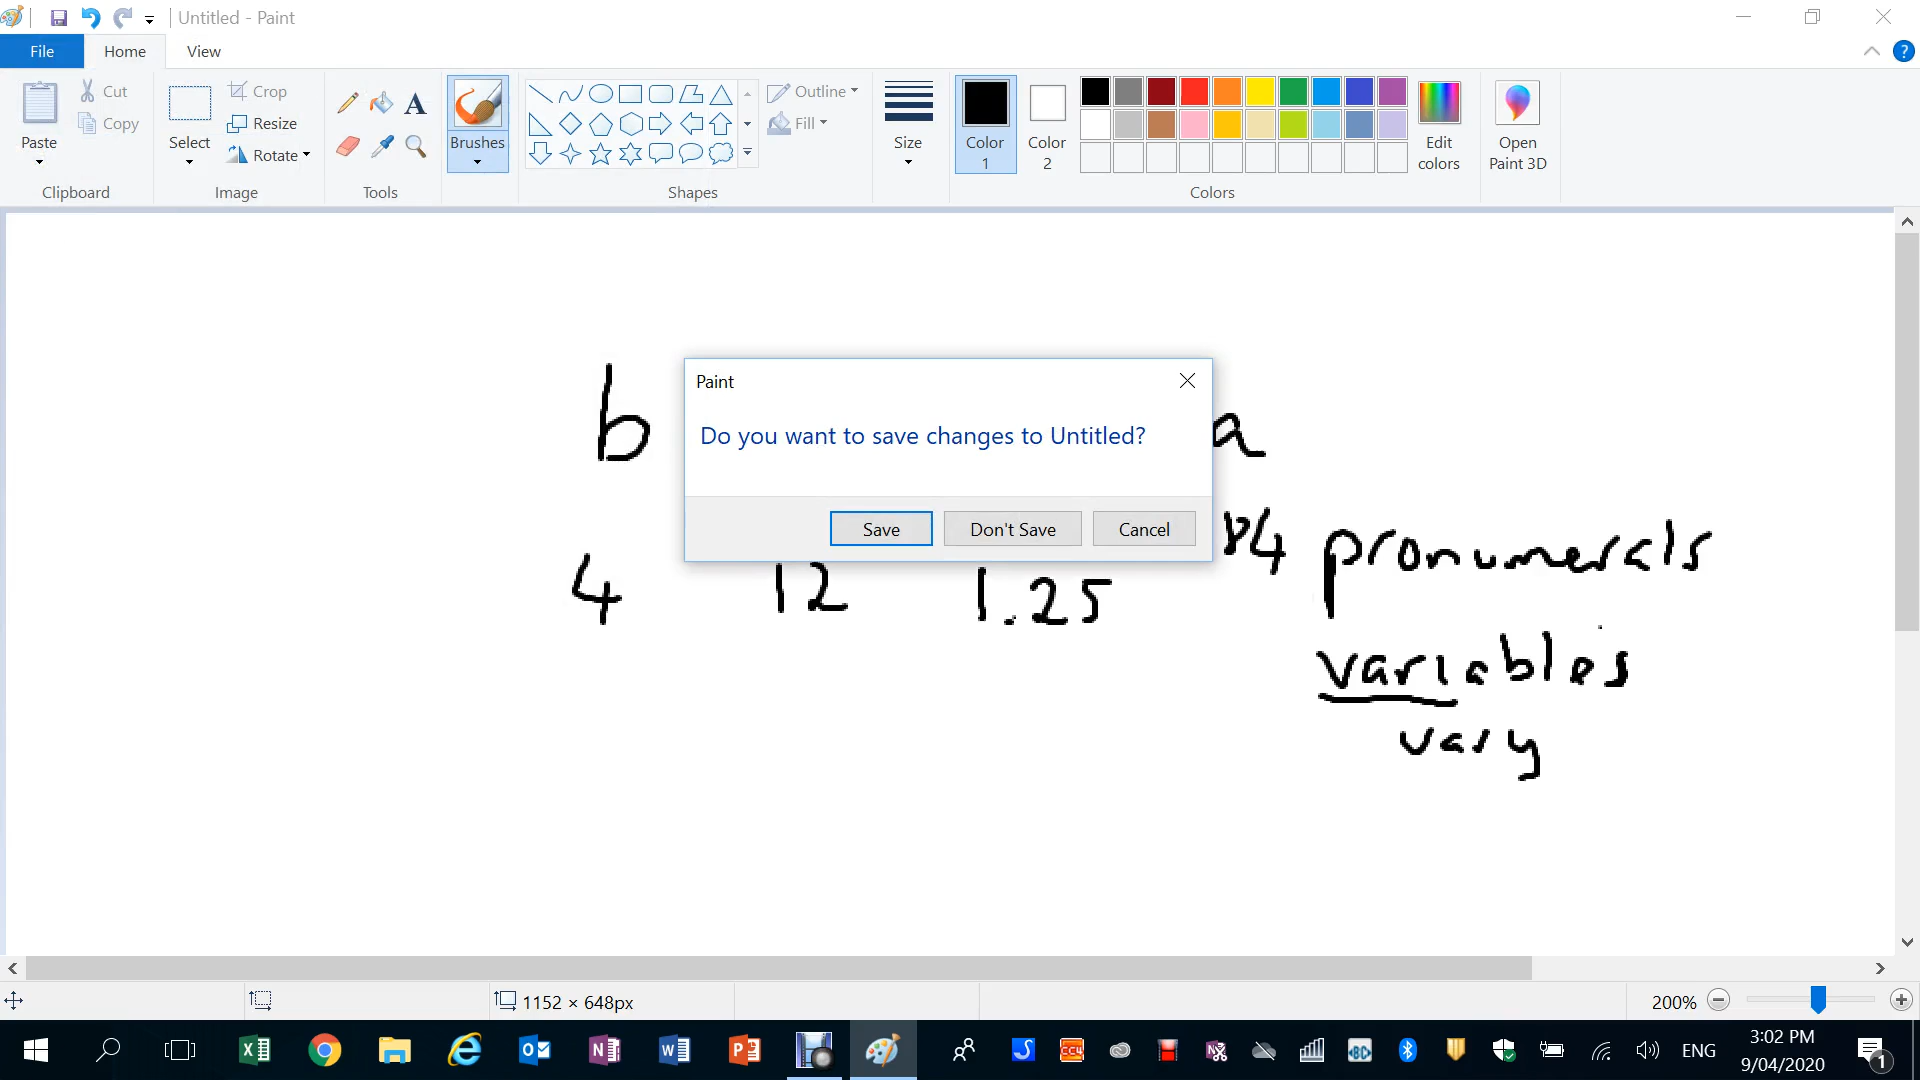 Untitled - Paint
File Home View
Paste
Cut
Copy
Clipboard
Select
Crop
Resize
Rotate
Image
Tools
Brushes
Shapes
Outline
Fill
Size
Color 1
Color 2
Colors
Edit colors
Open Paint 3D
Paint
Do you want to save changes to Untitled?
Save Don't Save Cancel
b a
4 12 1.25 84 pronumerals
variables
vary
1152 × 648px
200%
ENG
3:02 PM
9/04/2020
1